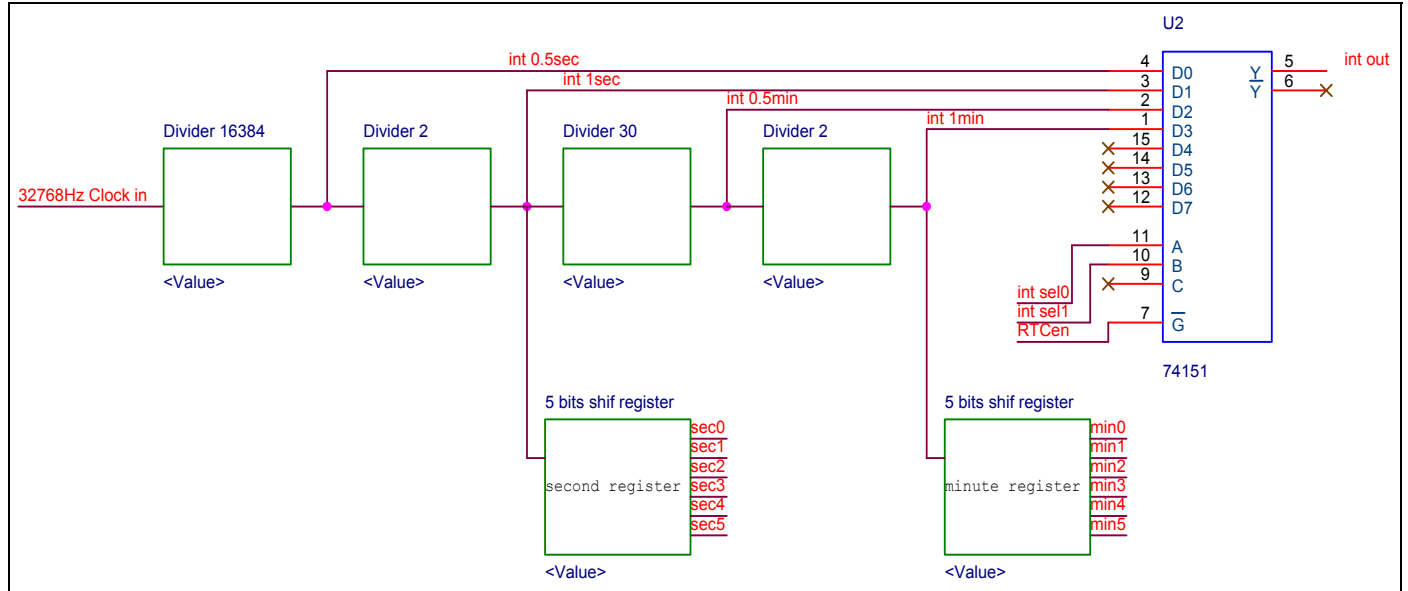 U2
int 0.5sec
int 1sec
int 0.5min
int 1min
int out
4
3
2
1
15
14
13
12
11
10
9
7
D0
D1
D2
D3
D4
D5
D6
D7
A
B
C
G
Y
Y
5
6
74151
Divider 16384
Divider 2
Divider 30
Divider 2
32768Hz Clock in
<Value>
<Value>
<Value>
<Value>
int sel0
int sel1
RTCen
5 bits shif register
second register
sec0
sec1
sec2
sec3
sec4
sec5
<Value>
5 bits shif register
minute register
min0
min1
min2
min3
min4
min5
<Value>